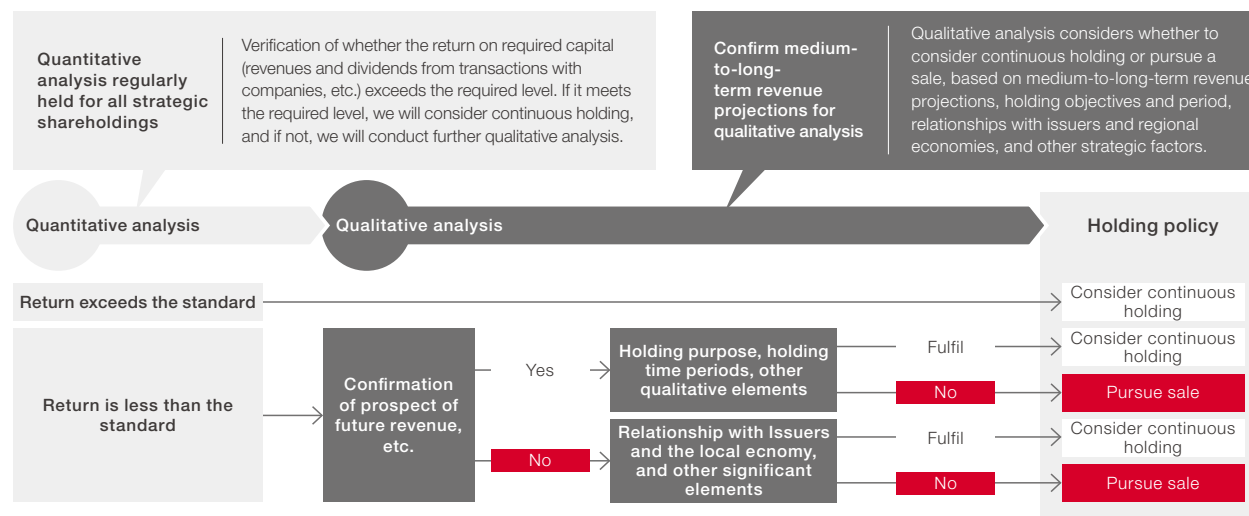 Quantitative
analysis regularly
held for all strategic
shareholdings
Verification of whether the return on required capital
(revenues and dividends from transactions with
companies, etc.) exceeds the required level. If it meets
the required level, we will consider continuous holding,
and if not, we will conduct further qualitative analysis.
Confirm medium-
to-long-
term revenue
projections for
qualitative analysis
Qualitative analysis considers whether to
consider continuous holding or pursue a
sale, based on medium-to-long-term revenue
projections, holding objectives and period,
relationships with issuers and regional
economies, and other strategic factors.
Quantitative analysis
Qualitative analysis
Holding policy
Return exceeds the standard
Consider continuous
holding
Return is less than the
standard
Confirmation
of prospect of
future revenue,
etc.
Yes
Holding purpose, holding
time periods, other
qualitative elements
Fulfil
Consider continuous
holding
No
Pursue sale
No
Relationship with Issuers
and the local ecnomy,
and other significant
elements
Fulfil
Consider continuous
holding
No
Pursue sale